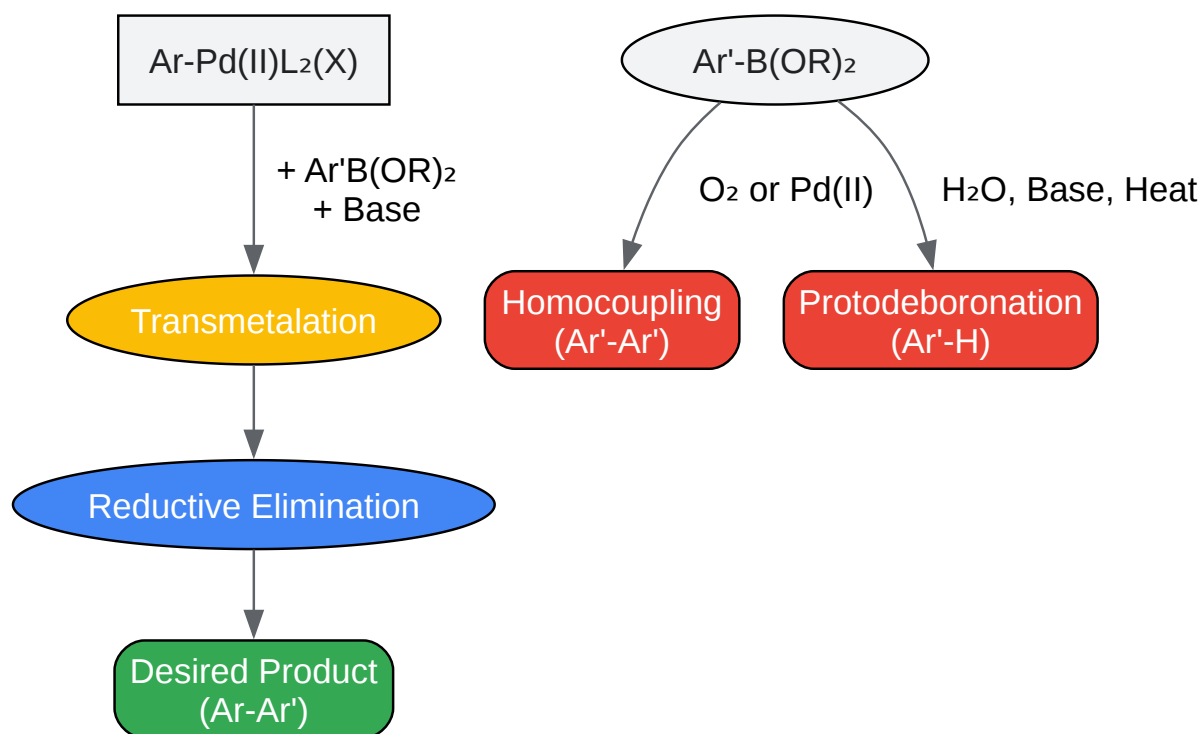 Ar-Pd(II)L₂(X)
+ Ar'B(OR)₂
+ Base
Transmetalation
Reductive Elimination
Desired Product
(Ar-Ar')
Ar'-B(OR)₂
O₂ or Pd(II)
H₂O, Base, Heat
Homocoupling
(Ar'-Ar')
Protodeboronation
(Ar'-H)